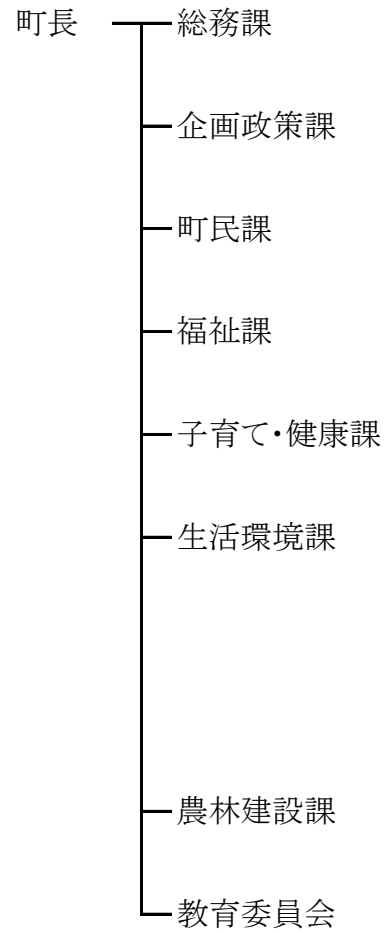 町長
総務課
企画政策課
町民課
福祉課
子育て・健康課
生活環境課
農林建設課
教育委員会